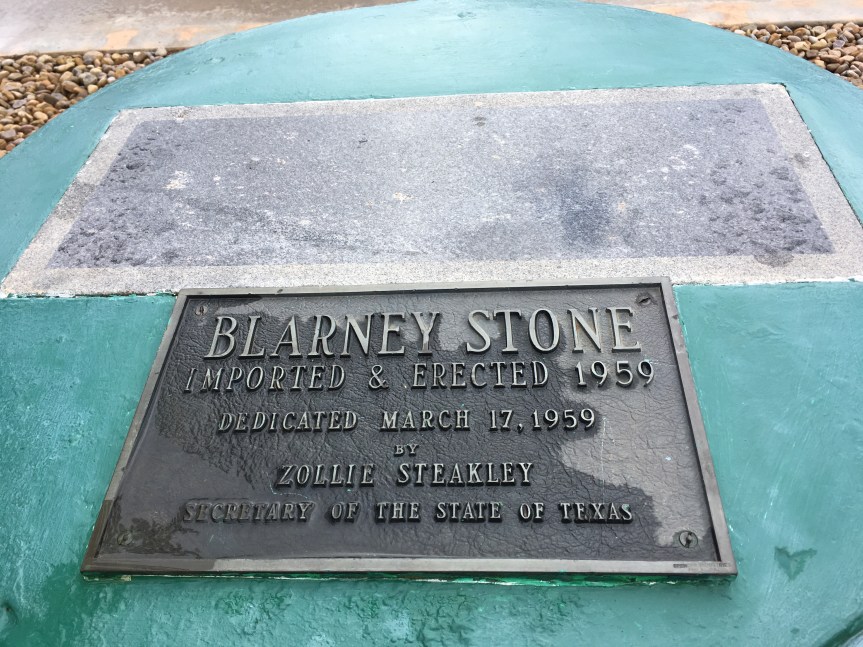 BLARNEY STONE
IMPORTED & ERECTED 1959
DEDICATED MARCH 17, 1959
BY
ZOLLIE STEAKLEY
SECRETARY OF THE STATE OF TEXAS